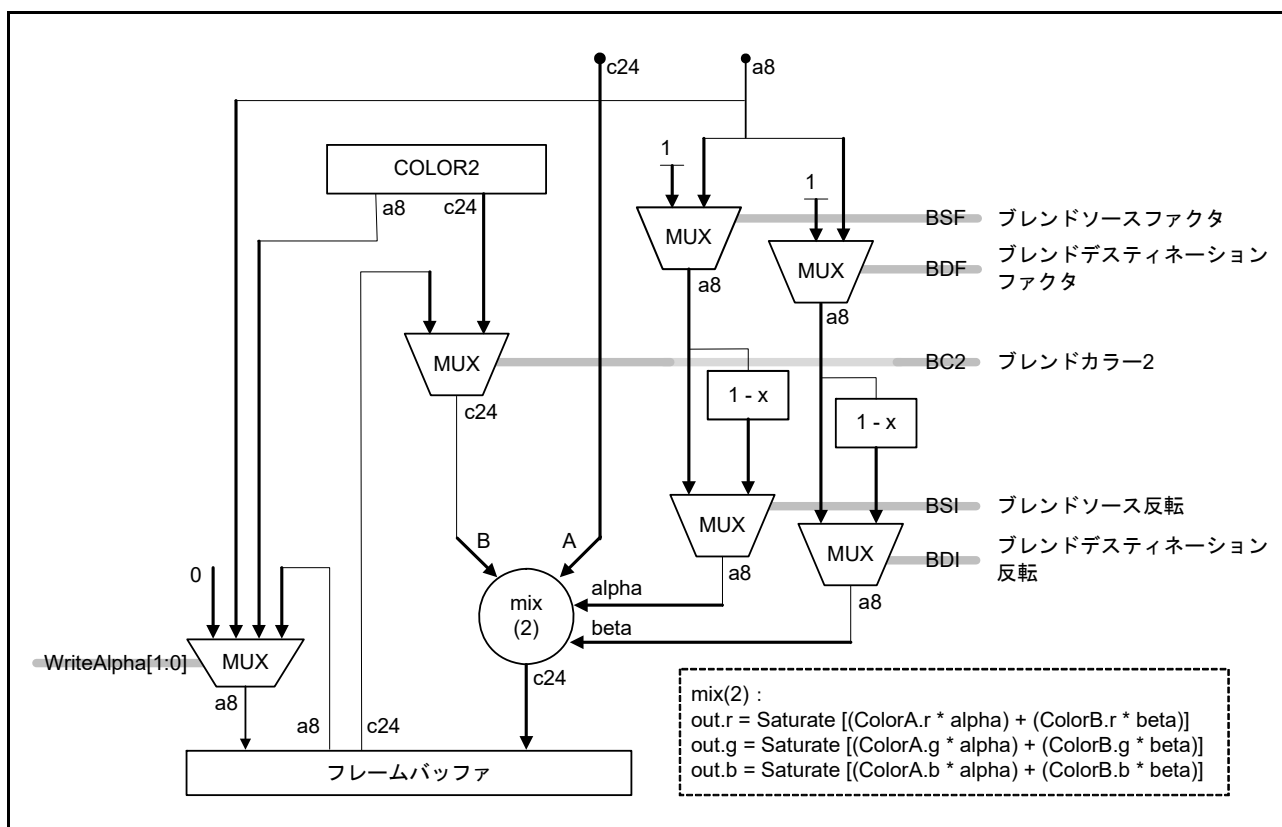 c24
a8
1
COLOR2
1
a8
c24
MUX
BSF
ブレンドソースファクタ
MUX
BDF
ブレンドデスティネーション
ファクタ
a8
a8
MUX
BC2
ブレンドカラー2
1 - x
c24
1 - x
MUX
BSI
ブレンドソース反転
B
A
MUX
BDI
ブレンドデスティネーション
反転
0
a8
alpha
a8
mix
(2)
beta
WriteAlpha[1:0]
MUX
c24
a8
a8
c24
フレームバッファ
mix(2) :
out.r = Saturate [(ColorA.r * alpha) + (ColorB.r * beta)]
out.g = Saturate [(ColorA.g * alpha) + (ColorB.g * beta)]
out.b = Saturate [(ColorA.b * alpha) + (ColorB.b * beta)]